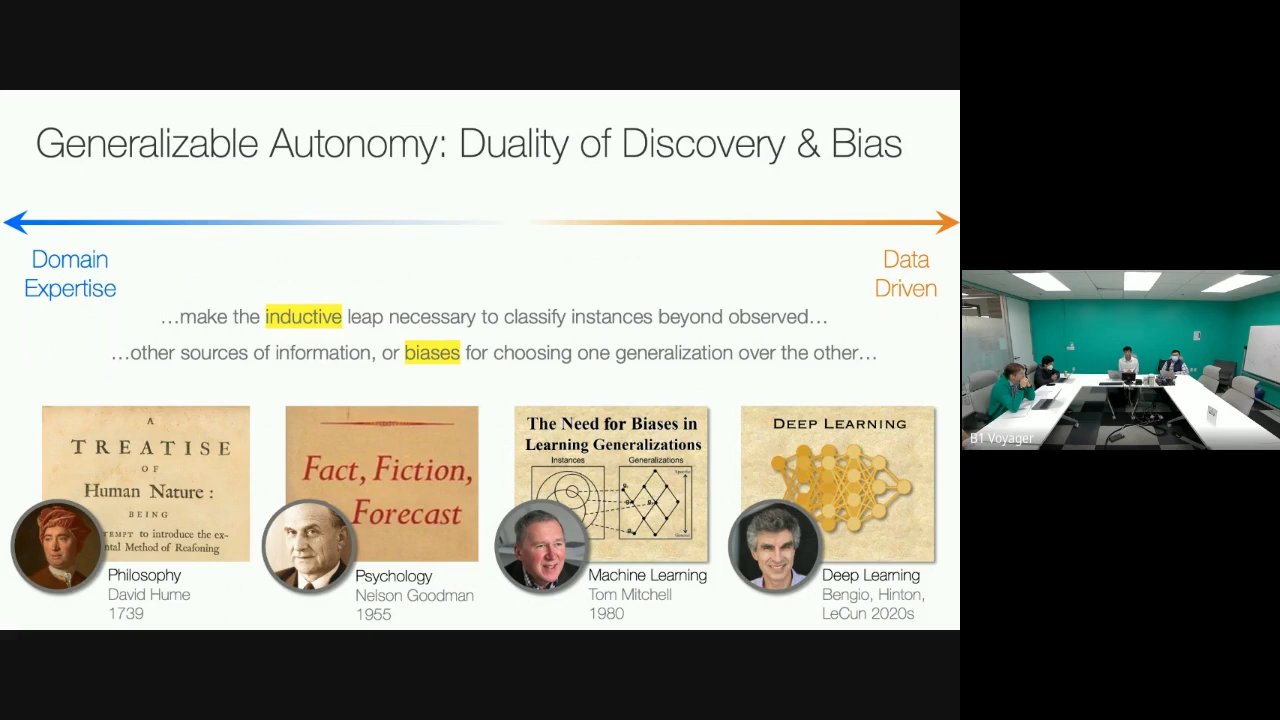 Generalizable Autonomy: Duality of Discovery & Bias
Domain
Expertise
Data
Driven
…make the inductive leap necessary to classify instances beyond observed…
…other sources of information, or biases for choosing one generalization over the other…
A
TREATISE
OF
Human Nature:
BEING
to introduce the ex-
Method of Reasoning
Philosophy
David Hume
1739
Fact, Fiction,
Forecast
Psychology
Nelson Goodman
1955
The Need for Biases in
Learning Generalizations
Instances
Generalizations
Machine Learning
Tom Mitchell
1980
DEEP LEARNING
Deep Learning
Bengio, Hinton,
LeCun 2020s
B1 Voyager